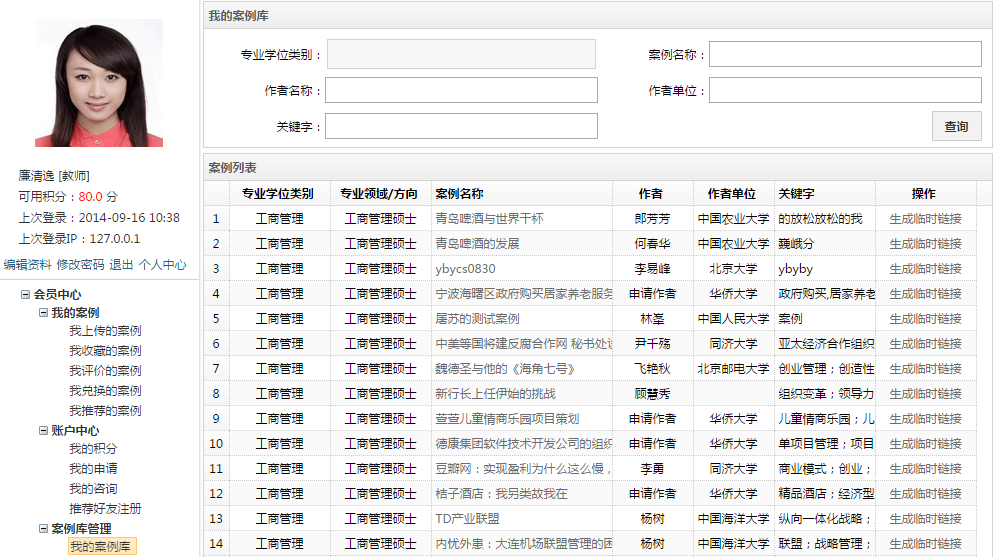 廉清逸 [教师]
可用积分：80.0 分
上次登录：2014-09-16 10:38
上次登录IP：127.0.0.1
编辑资料 修改密码 退出 个人中心
会员中心
我的案例
我上传的案例
我收藏的案例
我评价的案例
我兑换的案例
我推荐的案例
账户中心
我的积分
我的申请
我的咨询
推荐好友注册
案例库管理
我的案例库
我的案例库
专业学位类别： 案例名称：
作者名称： 作者单位：
关键字： 查询
案例列表
专业学位类别 专业领域/方向 案例名称 作者 作者单位 关键字 操作
1 工商管理 工商管理硕士 青岛啤酒与世界干杯 郎芳芳 中国农业大学 的放松放松的我 生成临时链接
2 工商管理 工商管理硕士 青岛啤酒的发展 何春华 中国农业大学 巍峨分 生成临时链接
3 工商管理 工商管理硕士 ybycs0830 李易峰 北京大学 ybyby 生成临时链接
4 工商管理 工商管理硕士 宁波海曙区政府购买居家养老服务 申请作者 华侨大学 政府购买,居家养老 生成临时链接
5 工商管理 工商管理硕士 屠苏的测试案例 林峯 中国人民大学 案例 生成临时链接
6 工商管理 工商管理硕士 中美等国将建反腐合作网 秘书处设 尹千殇 同济大学 亚太经济合作组织 生成临时链接
7 工商管理 工商管理硕士 魏德圣与他的《海角七号》 飞艳秋 北京邮电大学 创业管理；创造性 生成临时链接
8 工商管理 工商管理硕士 新行长上任伊始的挑战 顾慧秀 组织变革；领导力 生成临时链接
9 工商管理 工商管理硕士 萱萱儿童情商乐园项目策划 申请作者 华侨大学 儿童情商乐园；儿 生成临时链接
10 工商管理 工商管理硕士 德康集团软件技术开发公司的组织 申请作者 华侨大学 单项目管理；项目 生成临时链接
11 工商管理 工商管理硕士 豆瓣网：实现盈利为什么这么慢， 李勇 同济大学 商业模式；创业； 生成临时链接
12 工商管理 工商管理硕士 桔子酒店：我另类故我在 申请作者 华侨大学 精品酒店；经济型 生成临时链接
13 工商管理 工商管理硕士 TD产业联盟 杨树 中国海洋大学 纵向一体化战略； 生成临时链接
14 工商管理 工商管理硕士 内忧外患：大连机场联盟管理的困 杨树 中国海洋大学 联盟；战略管理； 生成临时链接